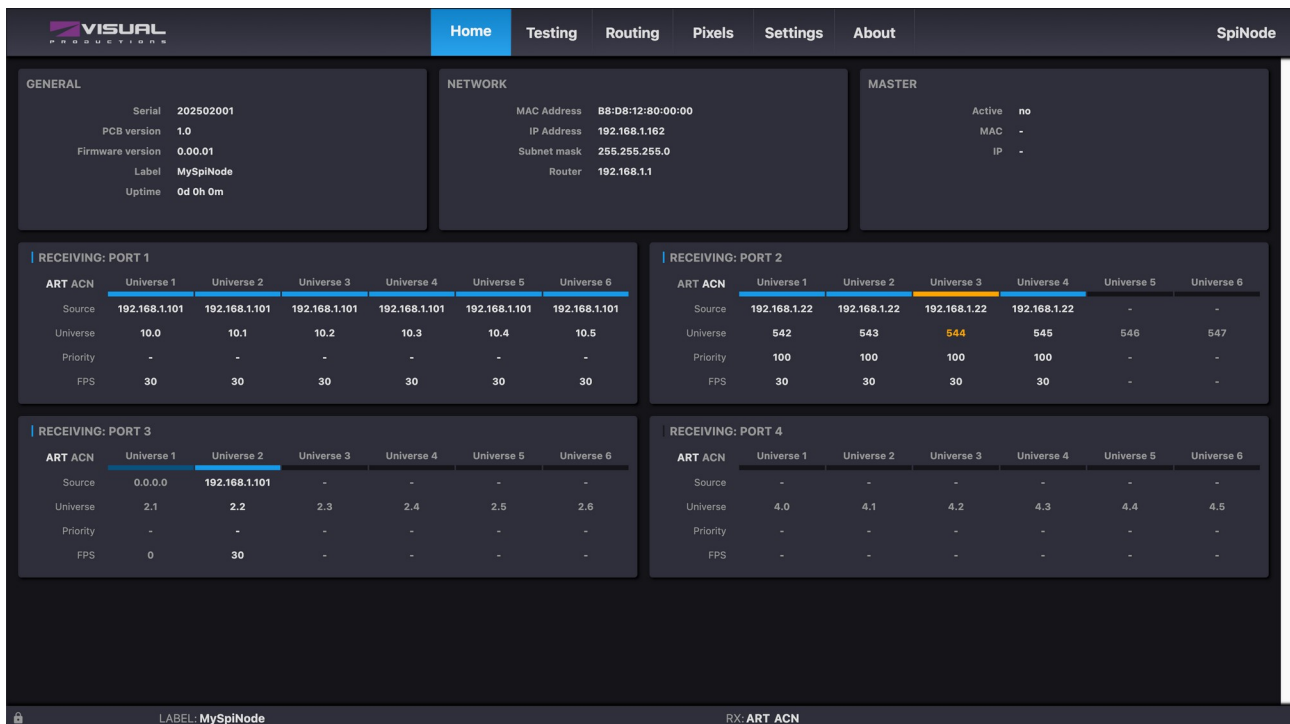 VISUAL
PRODUCTIONS
Home Testing Routing Pixels Settings About SpiNode
GENERAL
Serial 202502001
PCB version 1.0
Firmware version 0.00.01
Label MySpiNode
Uptime 0d 0h 0m
NETWORK
MAC Address B8:D8:12:80:00:00
IP Address 192.168.1.162
Subnet mask 255.255.255.0
Router 192.168.1.1
MASTER
Active no
MAC -
IP -
RECEIVING: PORT 1
ART ACN Universe 1 Universe 2 Universe 3 Universe 4 Universe 5 Universe 6
Source 192.168.1.101 192.168.1.101 192.168.1.101 192.168.1.101 192.168.1.101 192.168.1.101
Universe 10.0 10.1 10.2 10.3 10.4 10.5
Priority - - - - - -
FPS 30 30 30 30 30 30
RECEIVING: PORT 2
ART ACN Universe 1 Universe 2 Universe 3 Universe 4 Universe 5 Universe 6
Source 192.168.1.22 192.168.1.22 192.168.1.22 192.168.1.22 - -
Universe 542 543 544 545 546 547
Priority 100 100 100 100 - -
FPS 30 30 30 30 - -
RECEIVING: PORT 3
ART ACN Universe 1 Universe 2 Universe 3 Universe 4 Universe 5 Universe 6
Source 0.0.0.0 192.168.1.101 - - - -
Universe 2.1 2.2 2.3 2.4 2.5 2.6
Priority - - - - - -
FPS 0 30 - - - -
RECEIVING: PORT 4
ART ACN Universe 1 Universe 2 Universe 3 Universe 4 Universe 5 Universe 6
Source - - - - - -
Universe 4.0 4.1 4.2 4.3 4.4 4.5
Priority - - - - - -
FPS - - - - - -
LABEL: MySpiNode RX: ART ACN